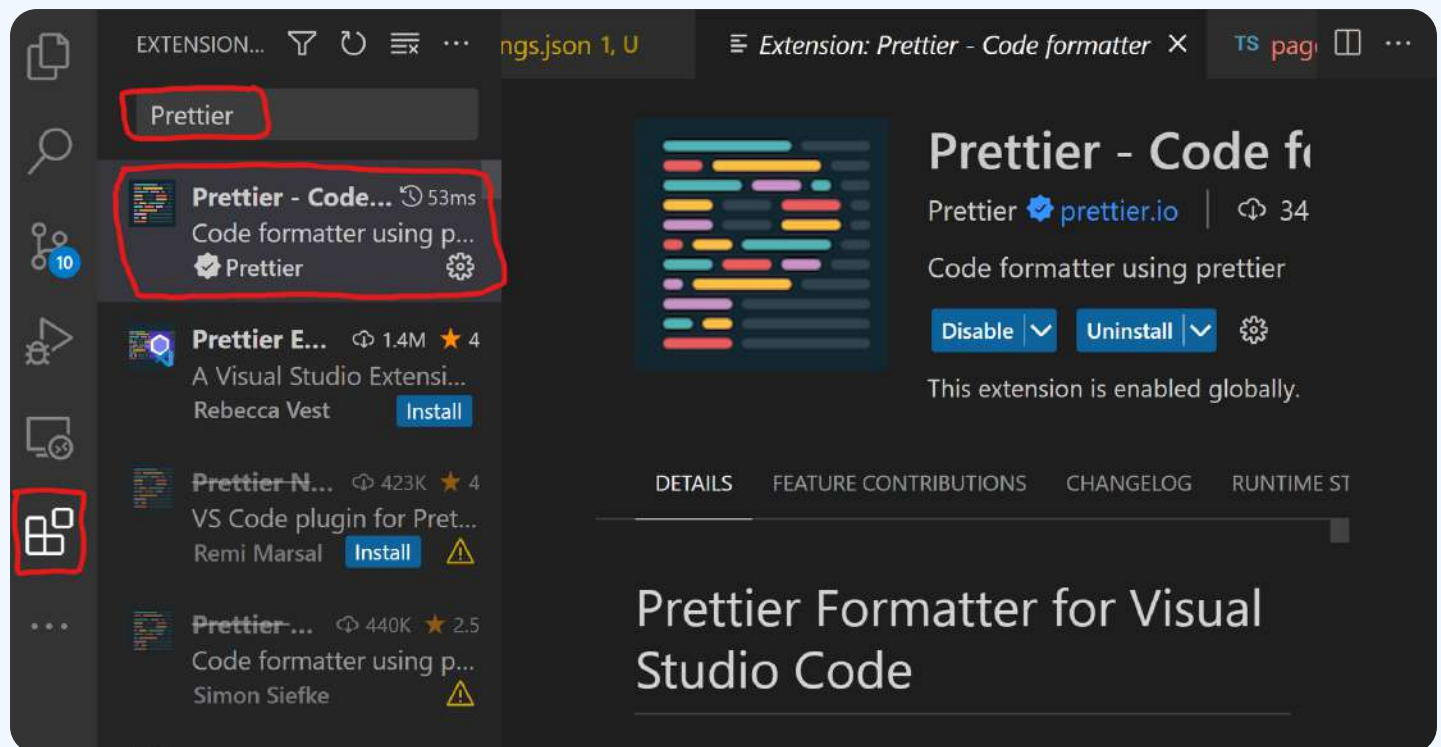 EXTENSION...
ngs.json 1, U
Extension: Prettier - Code formatter
TS pag
Prettier
Prettier - Code... 53ms
Code formatter using p...
Prettier
10
Prettier E... 1.4M 4
A Visual Studio Extensi...
Rebecca Vest Install
Prettier N... 423K 4
VS Code plugin for Pret...
Remi Marsal Install
Prettier ... 440K 2.5
Code formatter using p...
Simon Siefke
Prettier - Code f
Prettier prettier.io 34
Code formatter using prettier
Disable Uninstall
This extension is enabled globally.
DETAILS FEATURE CONTRIBUTIONS CHANGELOG RUNTIME ST
Prettier Formatter for Visual
Studio Code